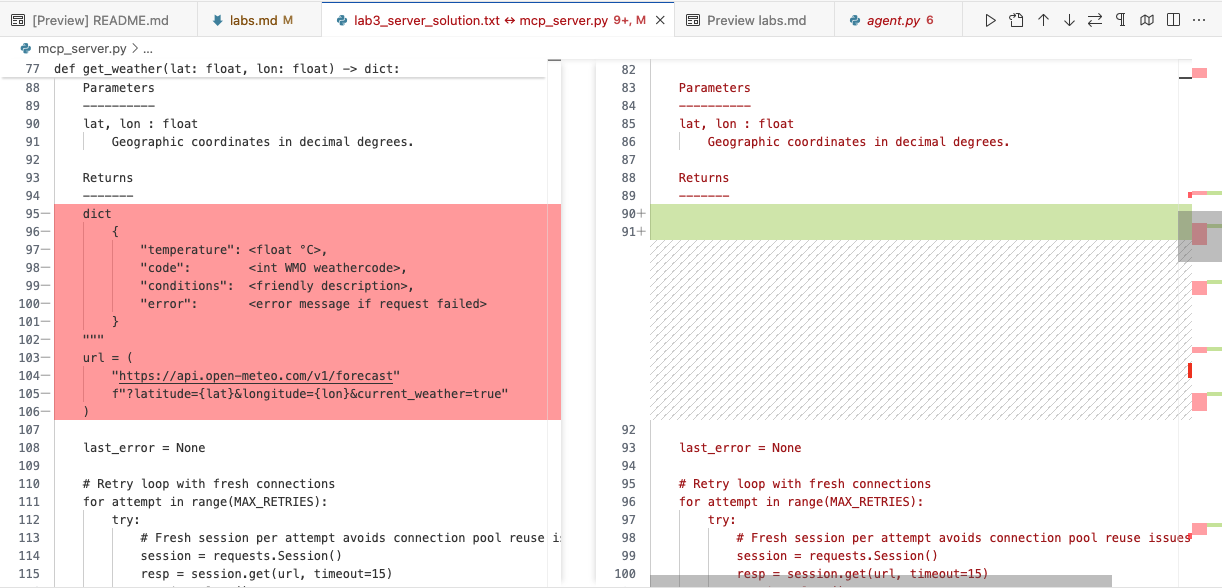 [Preview] README.md
labs.md M
lab3_server_solution.txt ↔ mcp_server.py 9+, M
Preview labs.md
agent.py 6
mcp_server.py > ...
77 def get_weather(lat: float, lon: float) -> dict:
88 Parameters
89 ----------
90 lat, lon : float
91 Geographic coordinates in decimal degrees.
92
93 Returns
94 -------
95− dict
96− {
97− "temperature": <float °C>,
98− "code": <int WMO weathercode>,
99− "conditions": <friendly description>,
100− "error": <error message if request failed>
101− }
102− """
103− url = (
104− "https://api.open-meteo.com/v1/forecast"
105− f"?latitude={lat}&longitude={lon}&current_weather=true"
106− )
107
108 last_error = None
109
110 # Retry loop with fresh connections
111 for attempt in range(MAX_RETRIES):
112 try:
113 # Fresh session per attempt avoids connection pool reuse
114 session = requests.Session()
115 resp = session.get(url, timeout=15)
82
83 Parameters
84 ----------
85 lat, lon : float
86 Geographic coordinates in decimal degrees.
87
88 Returns
89 -------
90+
91+
92
93 last_error = None
94
95 # Retry loop with fresh connections
96 for attempt in range(MAX_RETRIES):
97 try:
98 # Fresh session per attempt avoids connection pool reuse issues
99 session = requests.Session()
100 resp = session.get(url, timeout=15)